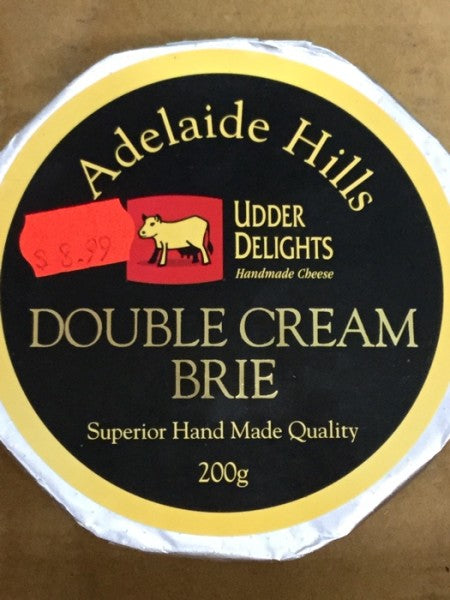 Adelaide Hills
UDDER
DELIGHTS
Handmade Cheese
$ 8.99
DOUBLE CREAM
BRIE
Superior Hand Made Quality
200g